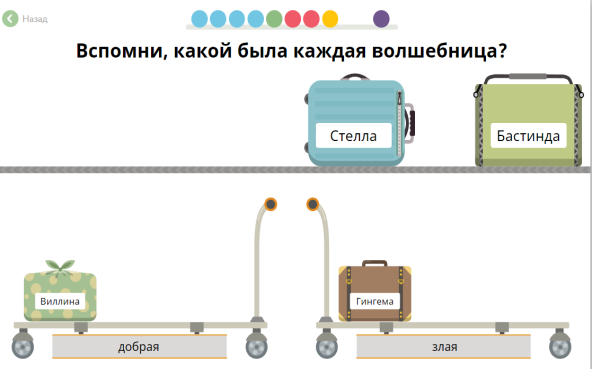 Назад
Вспомни, какой была каждая волшебница?
Стелла
Бастинда
Виллина
Гингема
добрая
злая